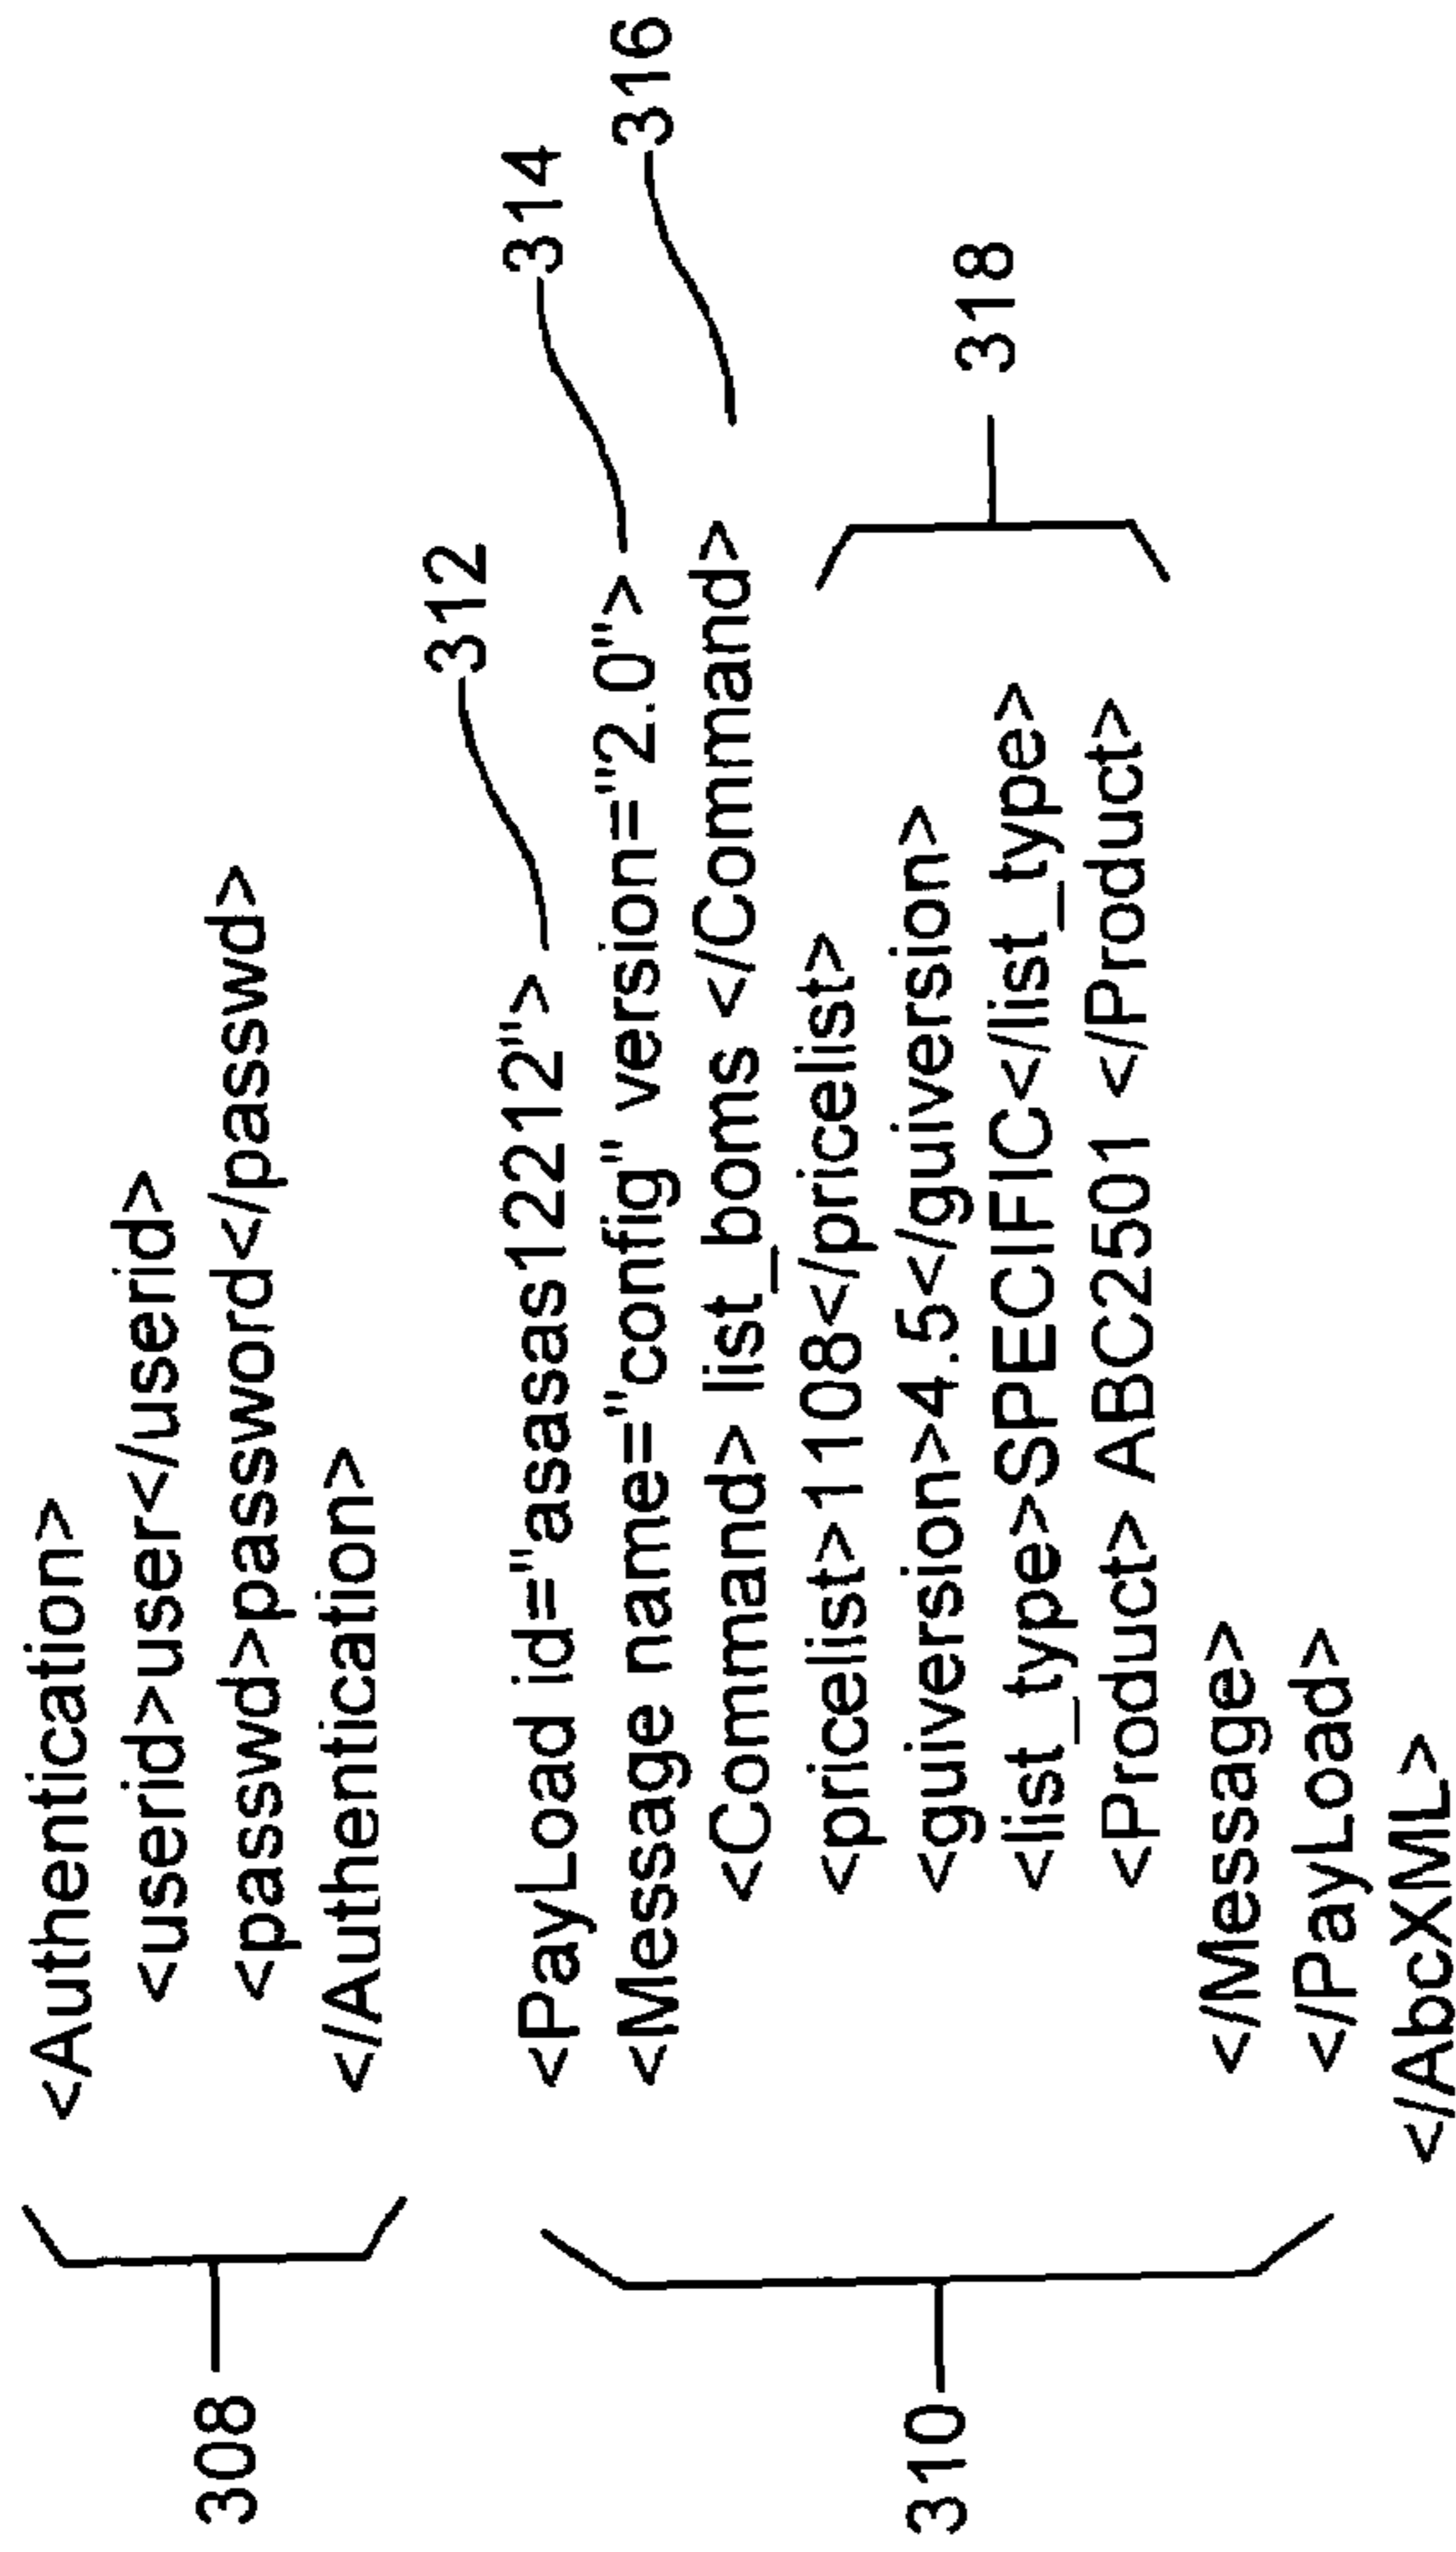 308
<Authentication>
<userid>user</userid>
<passwd>password</passwd>
</Authentication>
310
<PayLoad id="asasas12212"> 312
<Message name="config" version="2.0"> 314
<Command> list_boms </Command> 316
<pricelist>1108</pricelist>
<guiversion>4.5</guiversion>
<list_type>SPECIFIC</list_type>
<Product> ABC2501 </Product>
318
</Message>
</PayLoad>
</AbcXML>